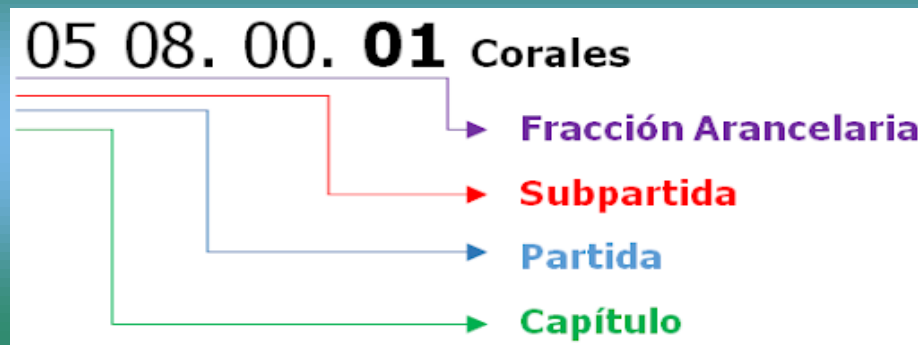 05 08. 00. 01 Corales
Fracción Arancelaria
Subpartida
Partida
Capítulo